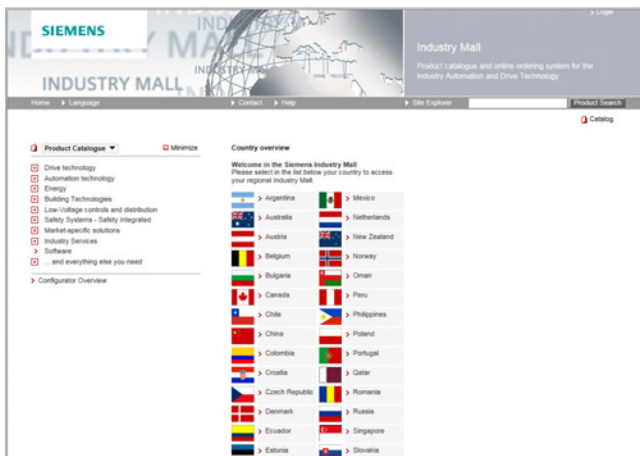 Login
SIEMENS
INDUSTRY MALL
Industry Mall
Product catalogue and online ordering system for the
Industry Automation and Drive Technology.
Home Language Contact Help Site Explorer Product Search
Catalog
Product Catalogue Minimize
Drive technology
Automation technology
Energy
Building Technologies
Low-Voltage controls and distribution
Safety Systems - Safety Integrated
Market-specific solutions
Industry Services
Software
... and everything else you need
Configurator Overview
Country overview
Welcome in the Siemens Industry Mall
Please select in the list below your country to access
your regional Industry Mall.
Argentina Mexico
Australia Netherlands
Austria New Zealand
Belgium Norway
Bulgaria Oman
Canada Peru
Chile Philippines
China Poland
Colombia Portugal
Croatia Qatar
Czech Republic Romania
Denmark Russia
Ecuador Singapore
Estonia Slovakia